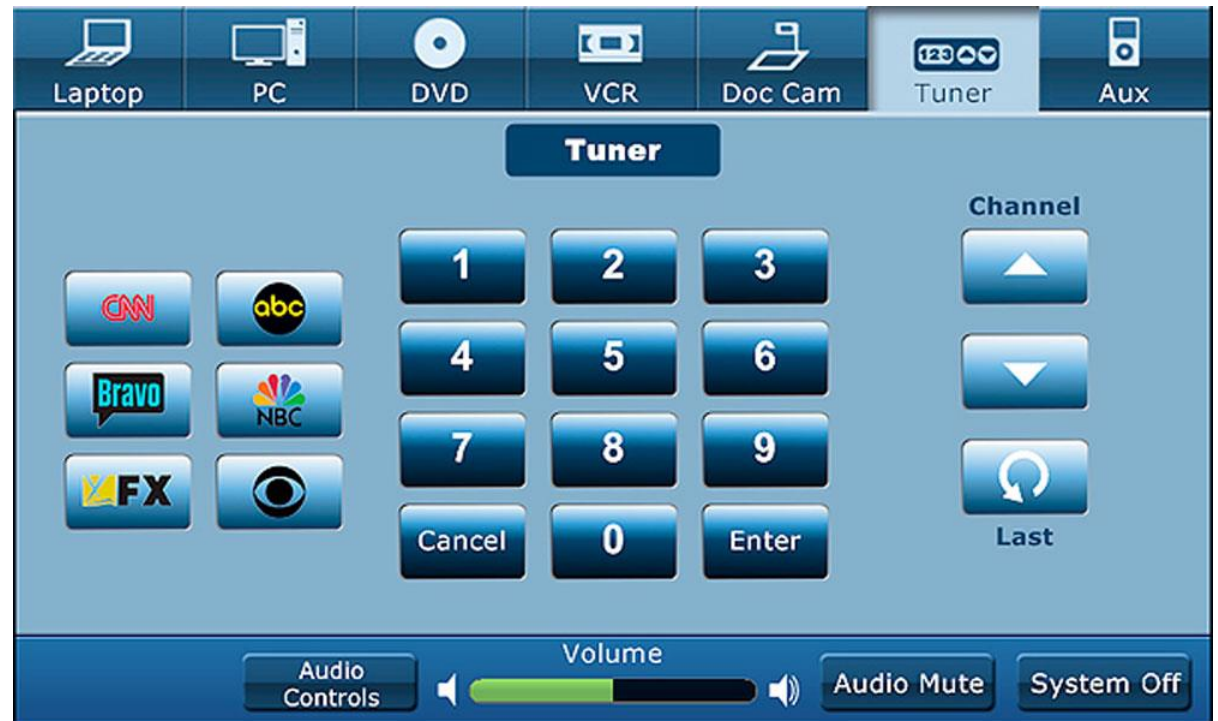 Laptop PC DVD VCR Doc Cam 123 Tuner Aux
Tuner
Channel
1 2 3
CNN abc
4 5 6
Bravo NBC
7 8 9
FX
Cancel 0 Enter
Last
Volume
Audio
Controls
Audio Mute System Off